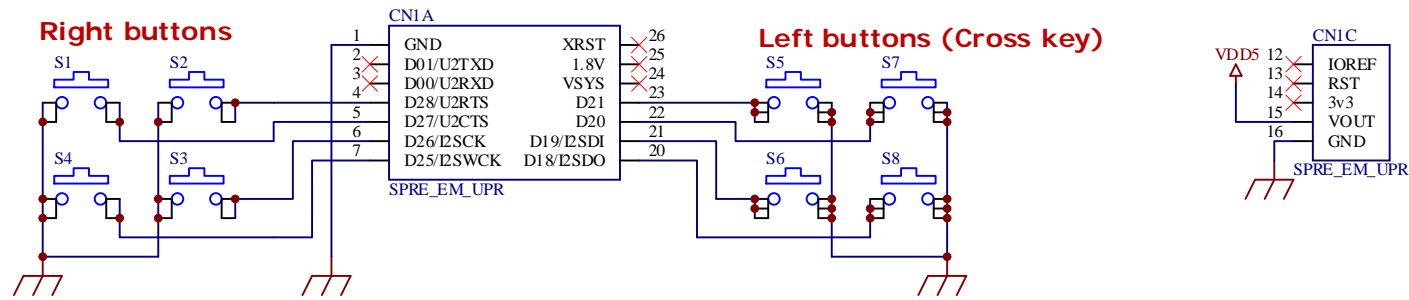 CN1A
Right buttons
Left buttons (Cross key)
CN1C
1 GND XRST 26
2 D01/U2TXD 1.8V 25
3 D00/U2RXD VSYS 24
4 D28/U2RTS D21 23
5 D27/U2CTS D20 22
6 D26/I2SCK D19/I2SDI 21
7 D25/I2SWCK D18/I2SDO 20
SPRE_EM_UPR
S1 S2
S4 S3
S5 S7
S6 S8
VDD5
12 IOREF
13 RST
14 3v3
15 VOUT
16 GND
SPRE_EM_UPR